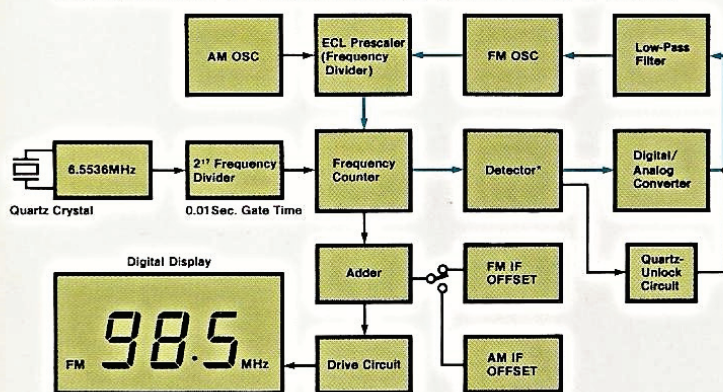 AM OSC
ECL Prescaler
(Frequency
Divider)
FM OSC
Low-Pass
Filter
6.5536MHz
2¹⁷ Frequency
Divider
Frequency
Counter
Detector*
Digital/
Analog
Converter
Quartz Crystal
0.01Sec. Gate Time
Digital Display
Adder
FM IF
OFFSET
Quartz-
Unlock
Circuit
FM 98.5 MHz
Drive Circuit
AM IF
OFFSET